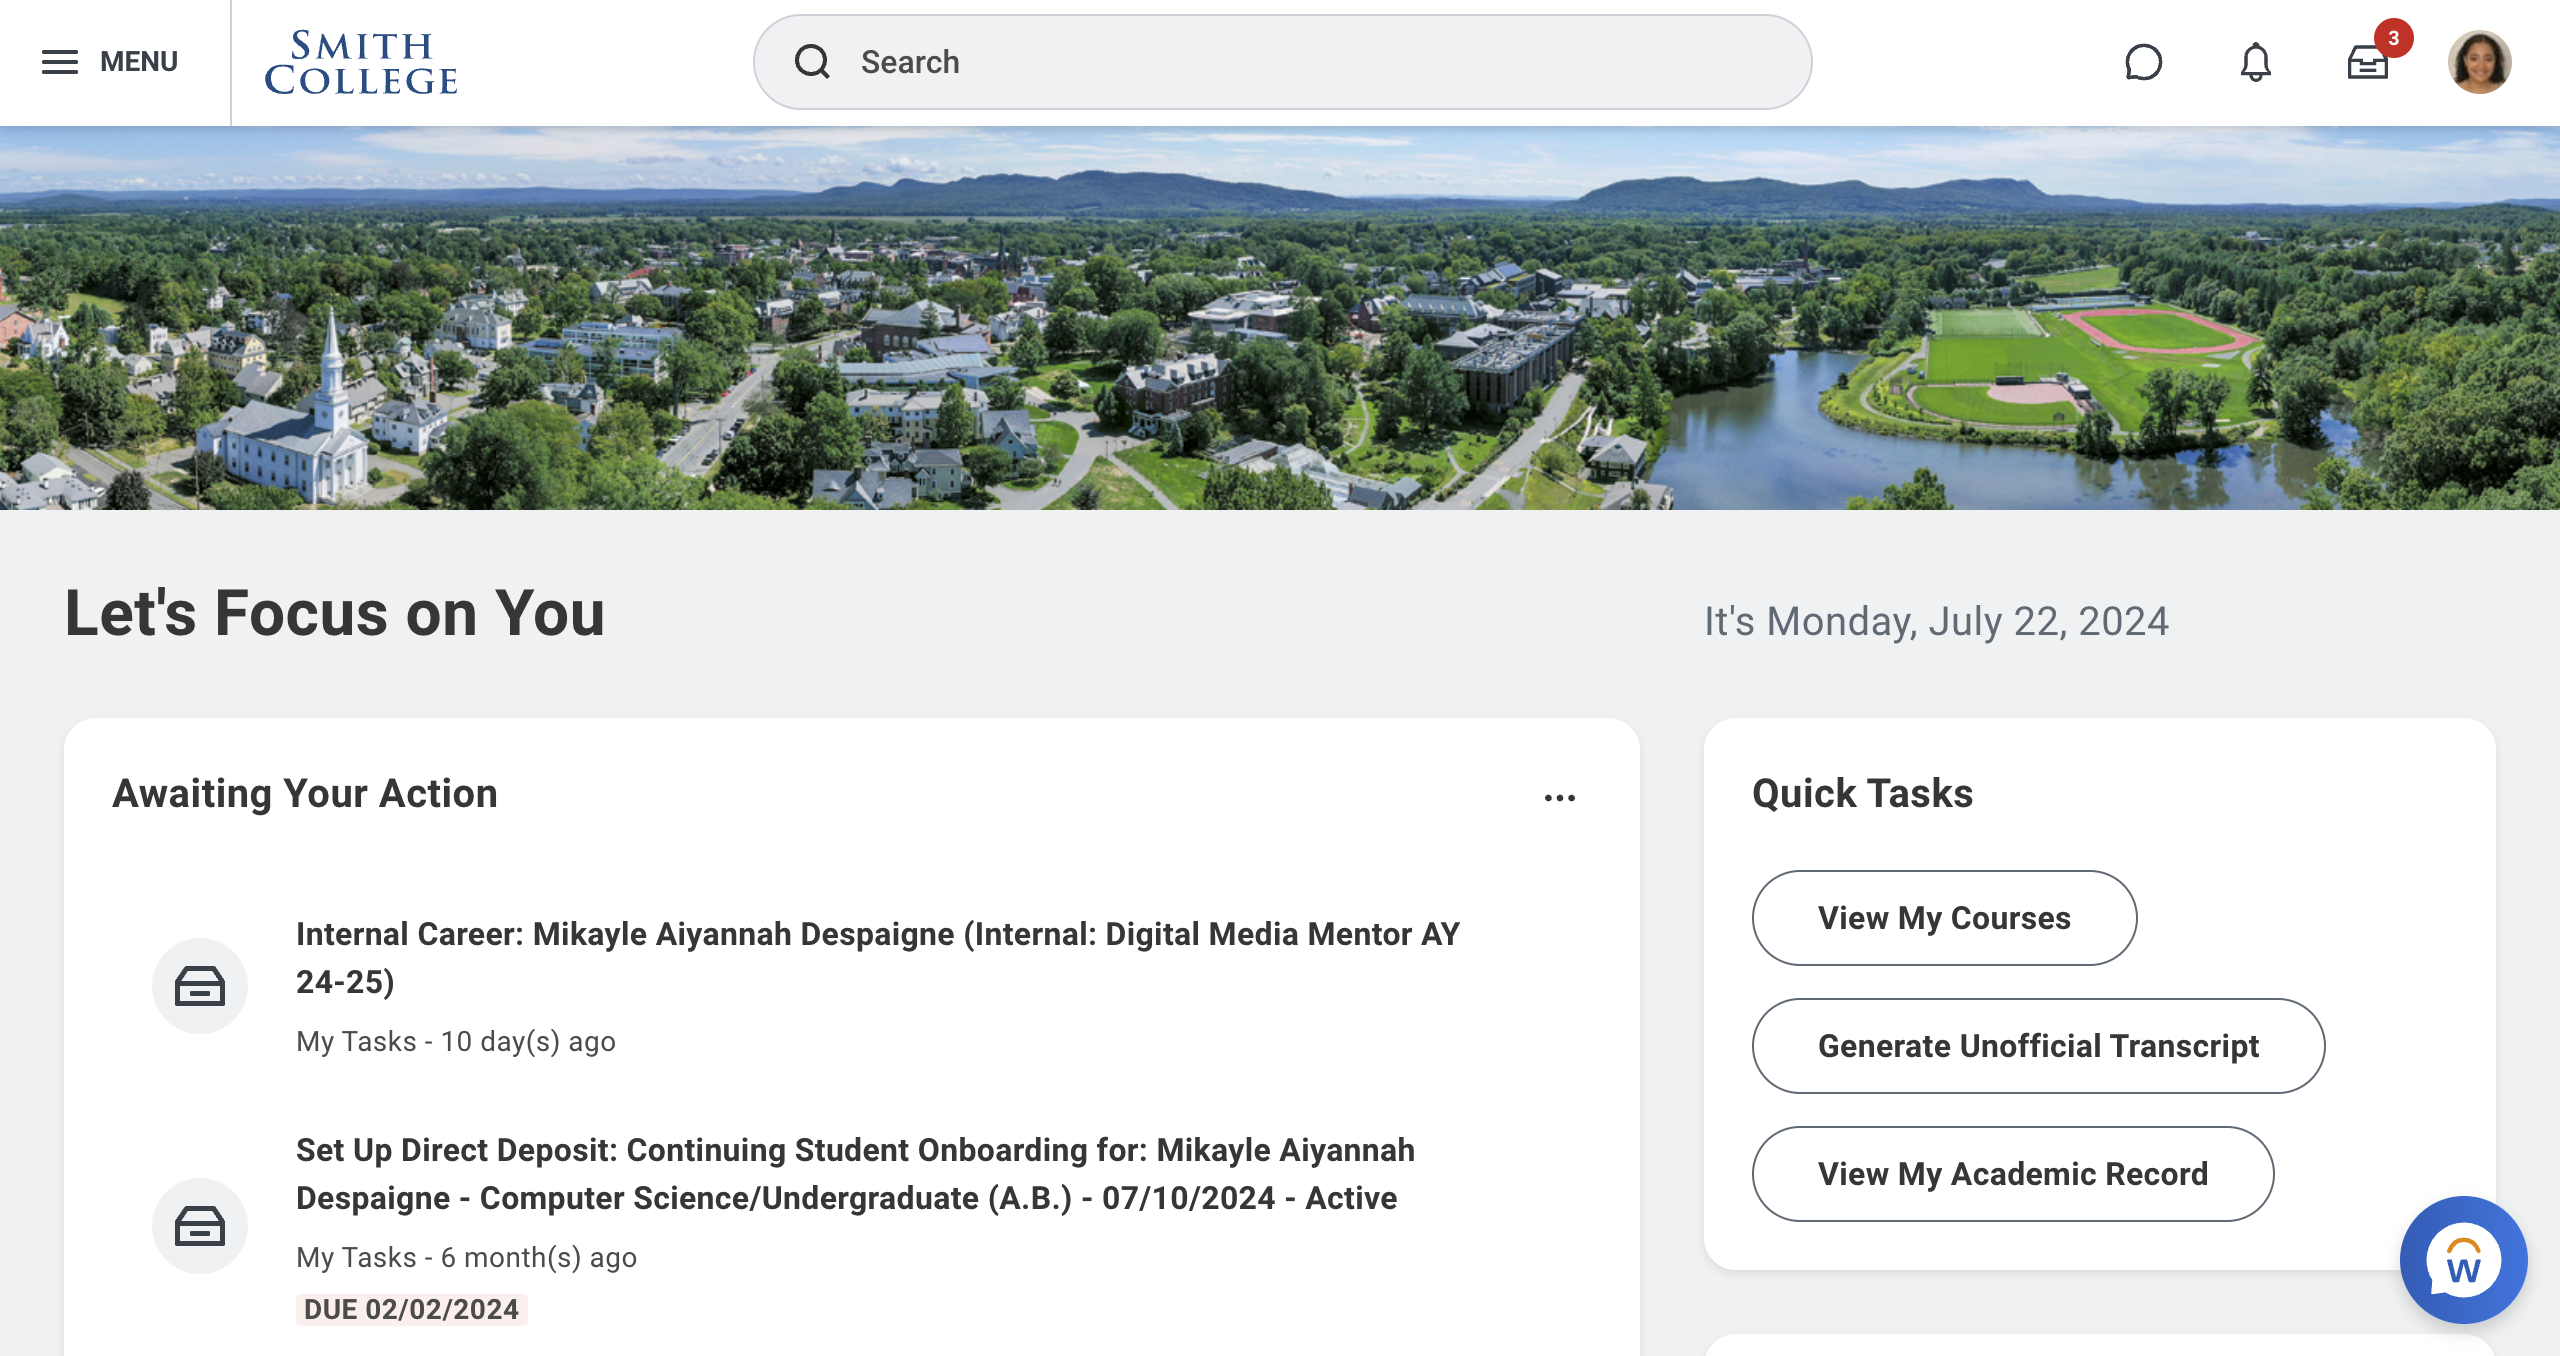 MENU
SMITH
COLLEGE
Search
3
Let's Focus on You
It's Monday, July 22, 2024
Awaiting Your Action
Internal Career: Mikayle Aiyannah Despaigne (Internal: Digital Media Mentor AY
24-25)
My Tasks - 10 day(s) ago
Set Up Direct Deposit: Continuing Student Onboarding for: Mikayle Aiyannah
Despaigne - Computer Science/Undergraduate (A.B.) - 07/10/2024 - Active
My Tasks - 6 month(s) ago
DUE 02/02/2024
Quick Tasks
View My Courses
Generate Unofficial Transcript
View My Academic Record
W